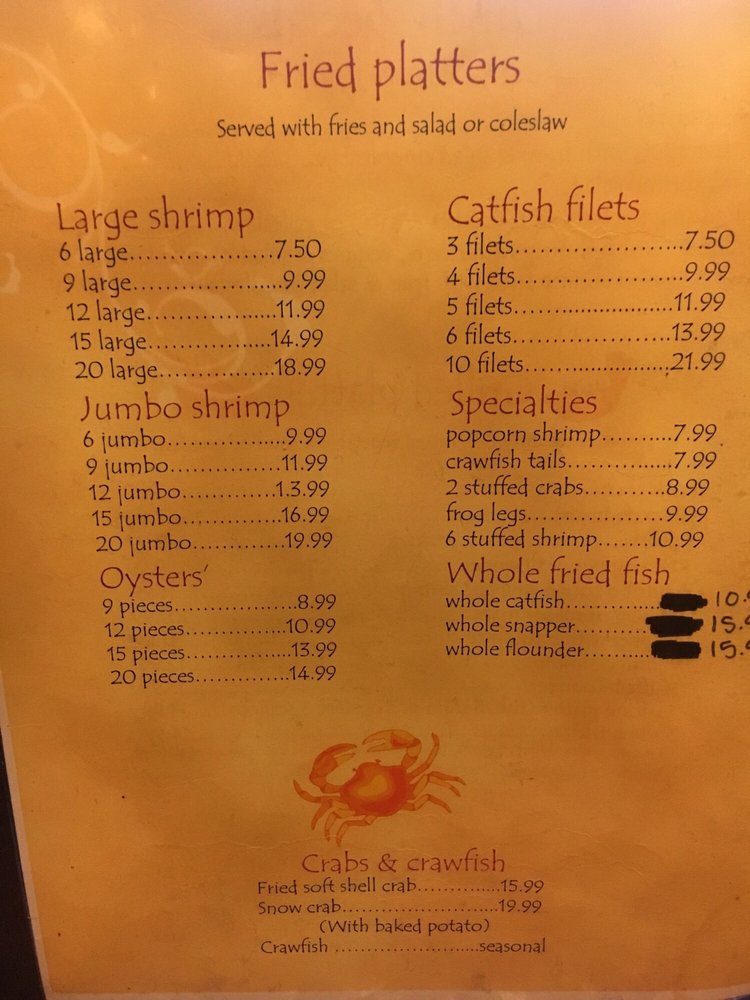 Fried platters
Served with fries and salad or coleslaw
Large shrimp
6 large....................7.50
9 large.....................9.99
12 large..................11.99
15 large.................14.99
20 large................18.99
Jumbo shrimp
6 jumbo.................9.99
9 jumbo...............11.99
12 jumbo.............1.3.99
15 jumbo..............16.99
20 jumbo.............19.99
Oysters'
9 pieces..................8.99
12 pieces...............10.99
15 pieces................13.99
20 pieces..............14.99
Catfish filets
3 filets......................7.50
4 filets......................9.99
5 filets........................11.99
6 filets.....................13.99
10 filets......................21.99
Specialties
popcorn shrimp..........7.99
crawfish tails..............7.99
2 stuffed crabs...........8.99
frog legs...................9.99
6 stuffed shrimp.......10.99
Whole fried fish
whole catfish............. 10.
whole snapper.......... 15.
whole flounder.......... 15.
Crabs & crawfish
Fried soft shell crab.............15.99
Snow crab........................19.99
(With baked potato)
Crawfish ......................seasonal